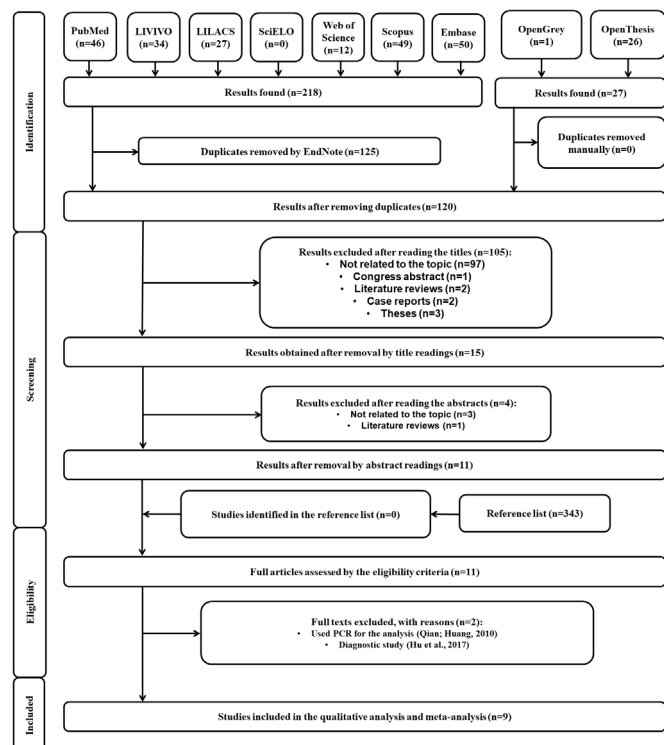 PubMed
(n=46)
LIVIVO
(n=34)
LILACS
(n=27)
SciELO
(n=0)
Web of
Science
(n=12)
Scopus
(n=49)
Embase
(n=50)
OpenGrey
(n=1)
OpenThesis
(n=26)
Identification
Results found (n=218)
Results found (n=27)
Duplicates removed by EndNote (n=125)
Duplicates removed
manually (n=0)
Results after removing duplicates (n=120)
Screening
Results excluded after reading the titles (n=105):
• Not related to the topic (n=97)
• Congress abstract (n=1)
• Literature reviews (n=2)
• Case reports (n=2)
• Theses (n=3)
Results obtained after removal by title readings (n=15)
Results excluded after reading the abstracts (n=4):
• Not related to the topic (n=3)
• Literature reviews (n=1)
Results after removal by abstract readings (n=11)
Studies identified in the reference list (n=0)
Reference list (n=343)
Eligibility
Full articles assessed by the eligibility criteria (n=11)
Full texts excluded, with reasons (n=2):
• Used PCR for the analysis (Qian; Huang, 2010)
• Diagnostic study (Hu et al., 2017)
Included
Studies included in the qualitative analysis and meta-analysis (n=9)